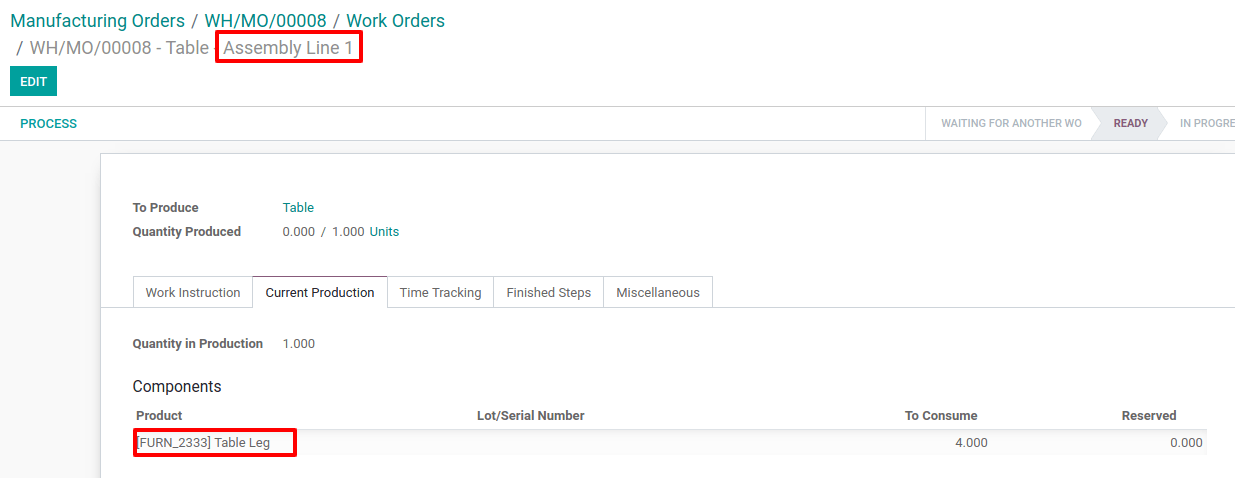 Manufacturing Orders / WH/MO/00008 / Work Orders
/ WH/MO/00008 - Table - Assembly Line 1
EDIT
PROCESS WAITING FOR ANOTHER WO READY IN PROGRE
To Produce Table
Quantity Produced 0.000 / 1.000 Units
Work Instruction Current Production Time Tracking Finished Steps Miscellaneous
Quantity in Production 1.000
Components
Product Lot/Serial Number To Consume Reserved
[FURN_2333] Table Leg 4.000 0.000